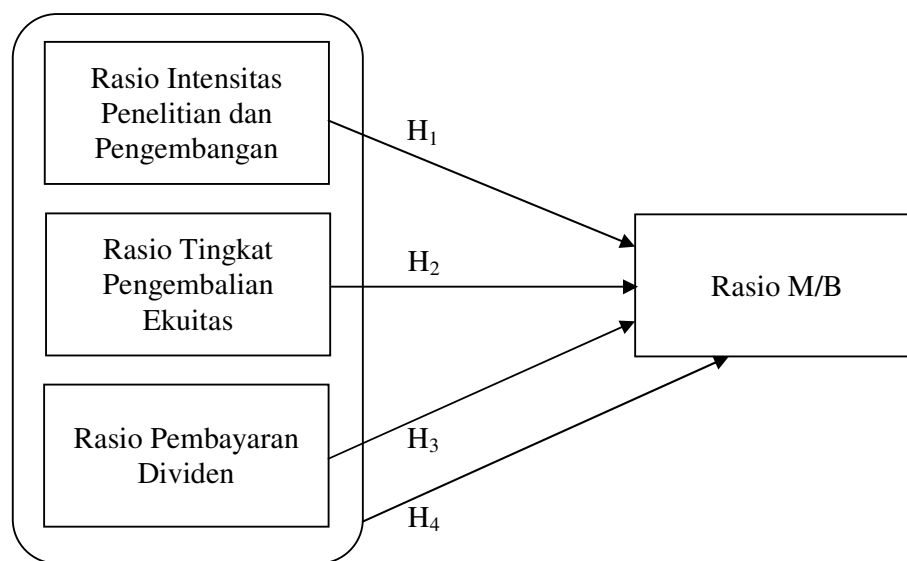 Rasio Intensitas
Penelitian dan
Pengembangan
H₁
Rasio Tingkat
Pengembalian
Ekuitas
H₂
Rasio M/B
Rasio Pembayaran
Dividen
H₃
H₄